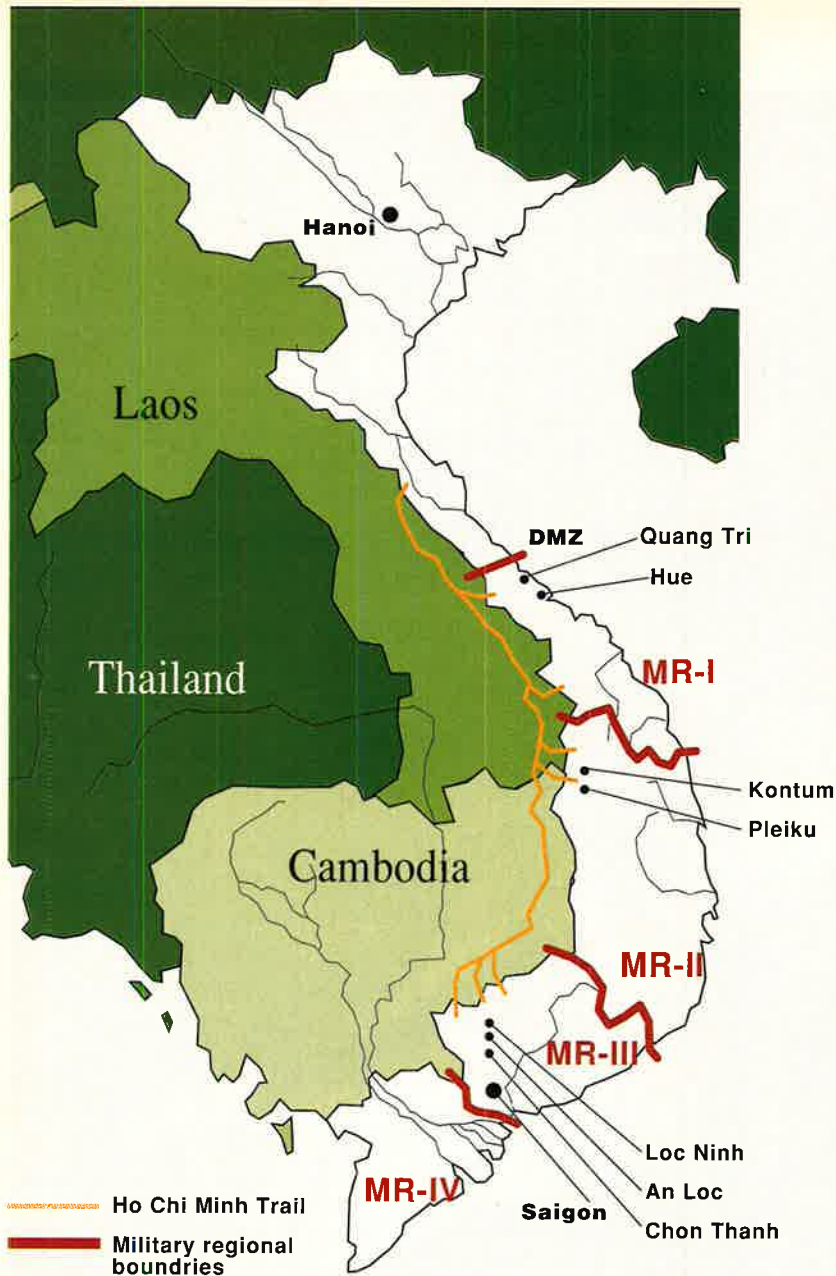 Hanoi
Laos
DMZ
Quang Tri
Hue
Thailand
MR-I
Kontum
Pleiku
Cambodia
MR-II
MR-III
Loc Ninh
An Loc
Chon Thanh
Saigon
MR-IV
Ho Chi Minh Trail
Military regional
boundries